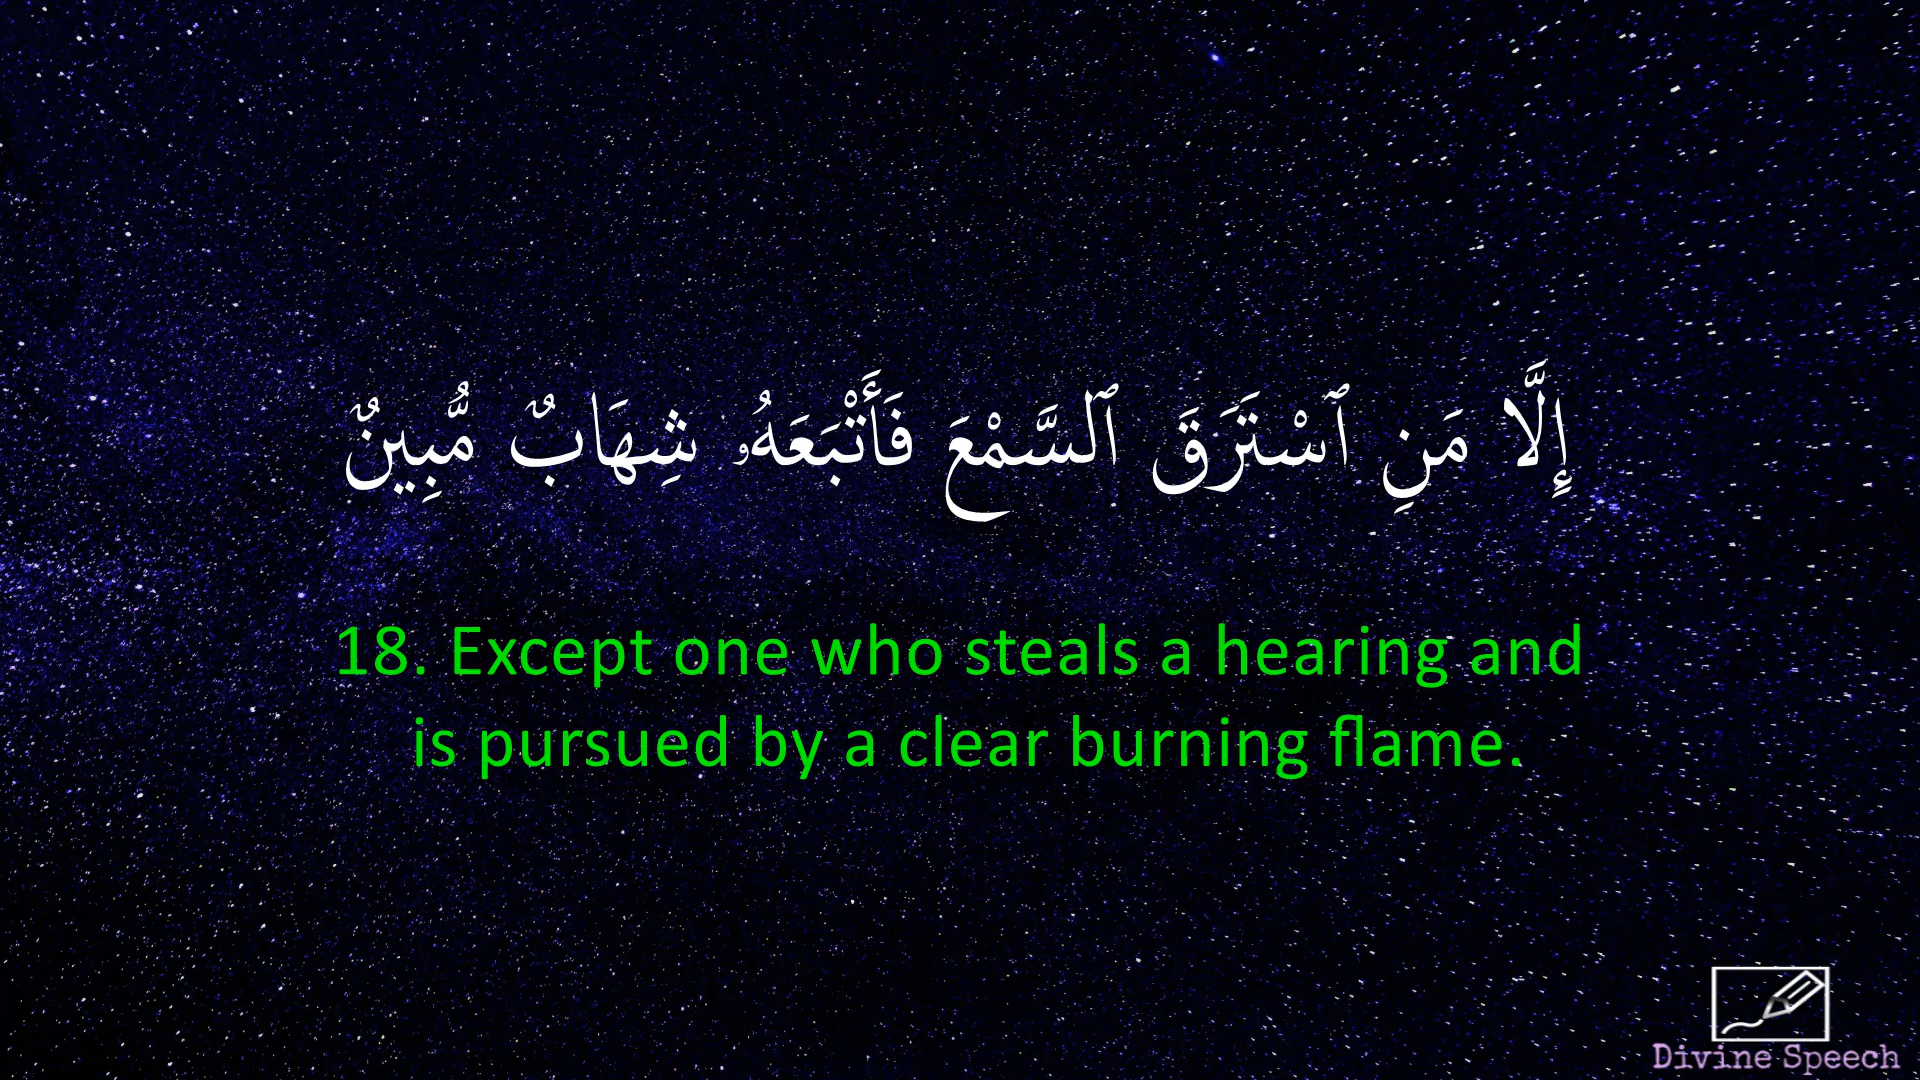 إِلَّا مَنِ ٱسْتَرَقَ ٱلسَّمْعَ فَأَتْبَعَهُۥ شِهَابٌ مُّبِينٌ
18. Except one who steals a hearing and
is pursued by a clear burning flame.
Divine Speech